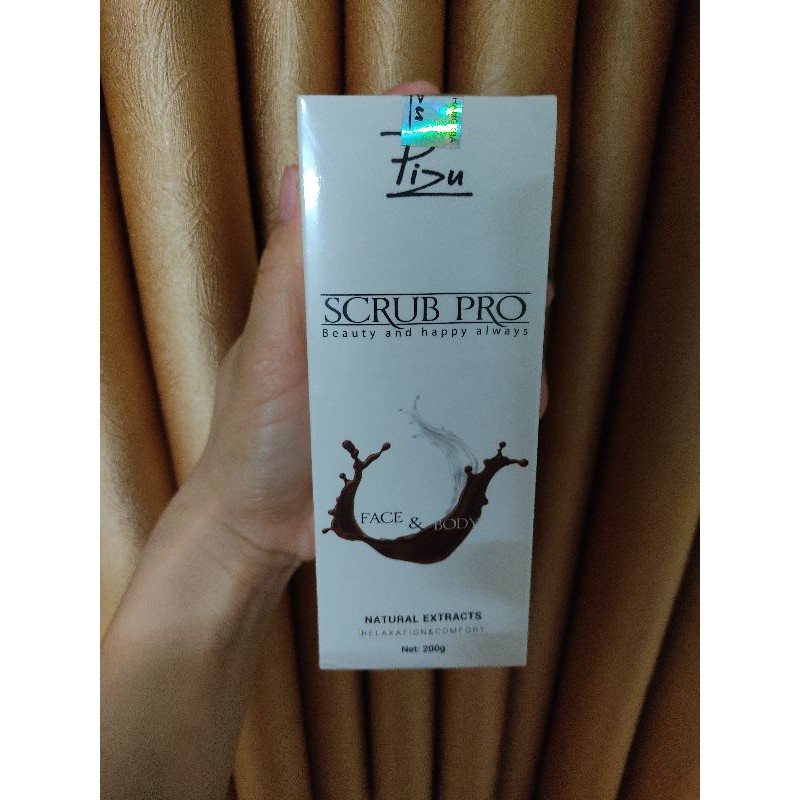 Pizu
SCRUB PRO
Beauty and happy always
FACE & BODY
NATURAL EXTRACTS
RELAXATION&COMFORT
Net: 200g